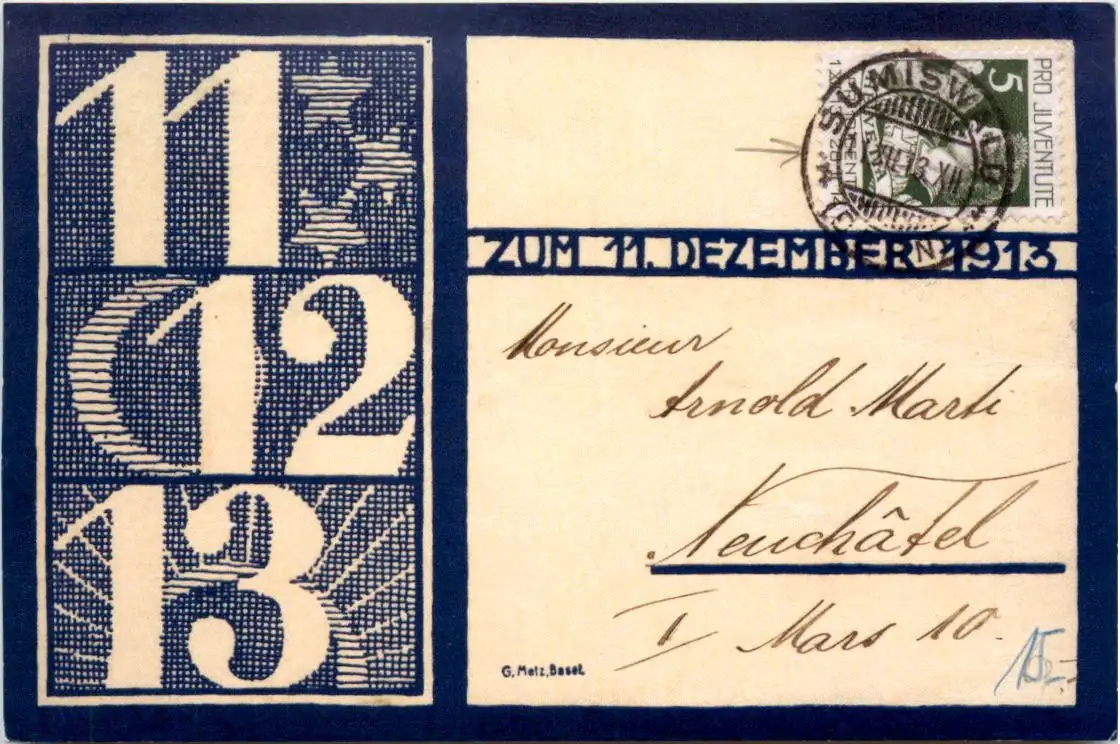 11
12
13
PRO JUVENTUTE
5
SUMISWALD
ZUM 11. DEZEMBER 1913
Monsieur
Arnold Marti
Neuchâtel
I Mars 10.
G. Metz, Basel.